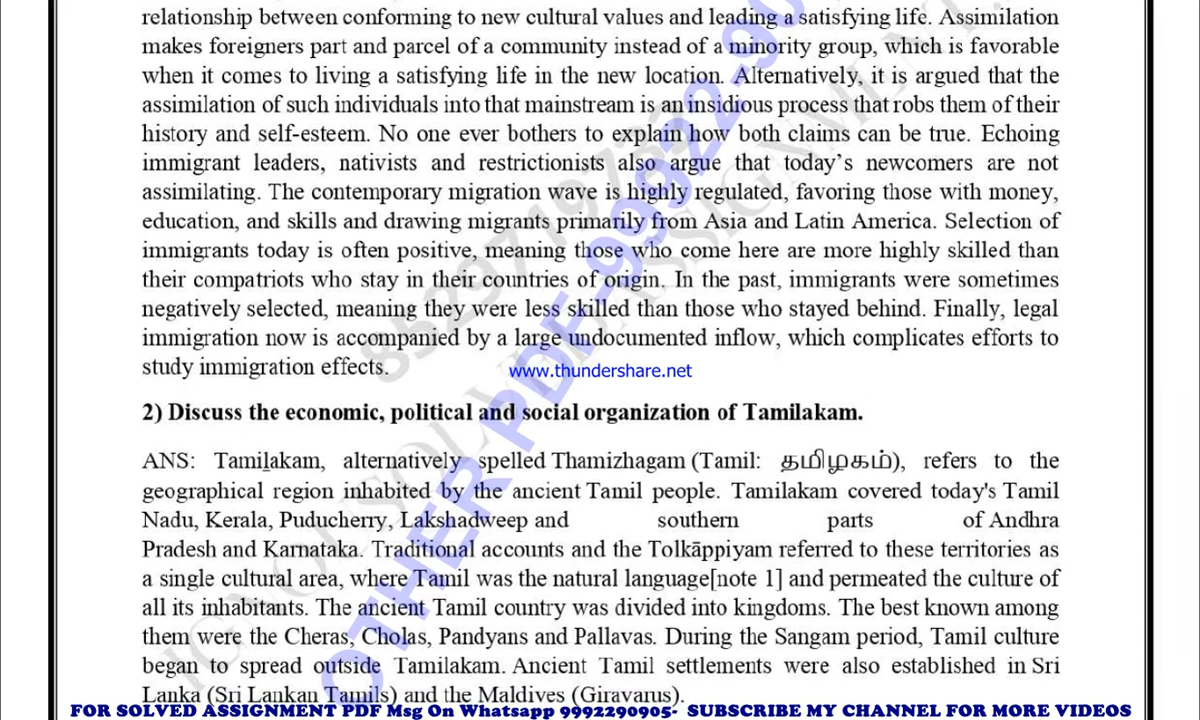 relationship between conforming to new cultural values and leading a satisfying life. Assimilation
makes foreigners part and parcel of a community instead of a minority group, which is favorable
when it comes to living a satisfying life in the new location. Alternatively, it is argued that the
assimilation of such individuals into that mainstream is an insidious process that robs them of their
history and self-esteem. No one ever bothers to explain how both claims can be true. Echoing
immigrant leaders, nativists and restrictionists also argue that today’s newcomers are not
assimilating. The contemporary migration wave is highly regulated, favoring those with money,
education, and skills and drawing migrants primarily from Asia and Latin America. Selection of
immigrants today is often positive, meaning those who come here are more highly skilled than
their compatriots who stay in their countries of origin. In the past, immigrants were sometimes
negatively selected, meaning they were less skilled than those who stayed behind. Finally, legal
immigration now is accompanied by a large undocumented inflow, which complicates efforts to
study immigration effects.
www.thundershare.net
2) Discuss the economic, political and social organization of Tamilakam.
ANS: Tamiḻakam, alternatively spelled Thamizhagam (Tamil: தமிழகம்), refers to the
geographical region inhabited by the ancient Tamil people. Tamilakam covered today's Tamil
Nadu, Kerala, Puducherry, Lakshadweep and southern parts of Andhra
Pradesh and Karnataka. Traditional accounts and the Tolkāppiyam referred to these territories as
a single cultural area, where Tamil was the natural language[note 1] and permeated the culture of
all its inhabitants. The ancient Tamil country was divided into kingdoms. The best known among
them were the Cheras, Cholas, Pandyans and Pallavas. During the Sangam period, Tamil culture
began to spread outside Tamilakam. Ancient Tamil settlements were also established in Sri
Lanka (Sri Lankan Tamils) and the Maldives (Giravarus).
FOR SOLVED ASSIGNMENT PDF Msg On Whatsapp 9992290905- SUBSCRIBE MY CHANNEL FOR MORE VIDEOS
OTHER PDF-9992-90